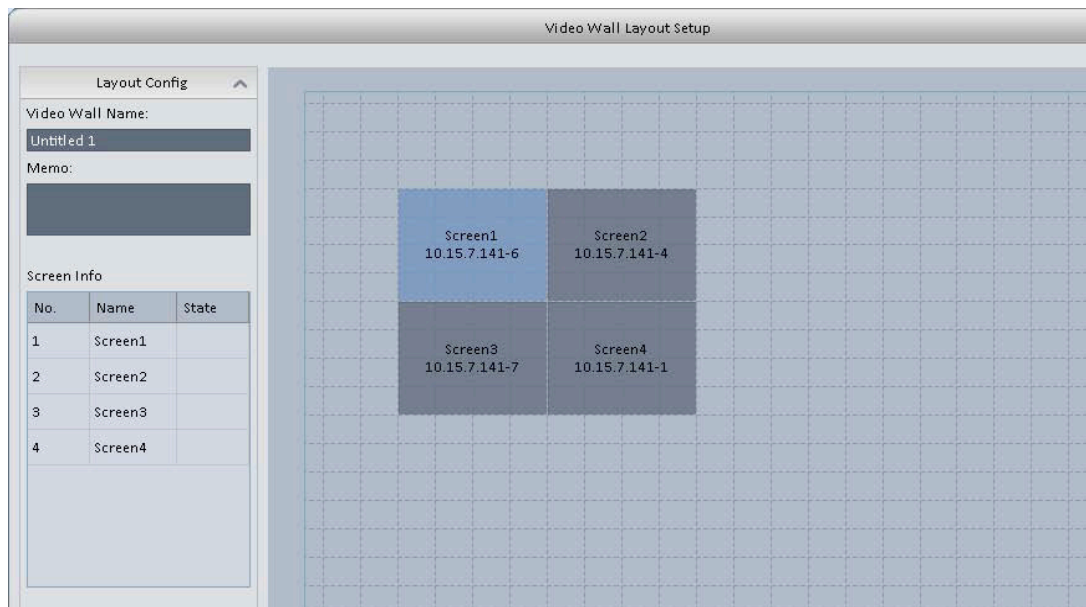 Video Wall Layout Setup
Layout Config
Video Wall Name:
Untitled 1
Memo:
Screen Info
No. Name State
1 Screen1
2 Screen2
3 Screen3
4 Screen4
Screen1
10.15.7.141-6
Screen2
10.15.7.141-4
Screen3
10.15.7.141-7
Screen4
10.15.7.141-1